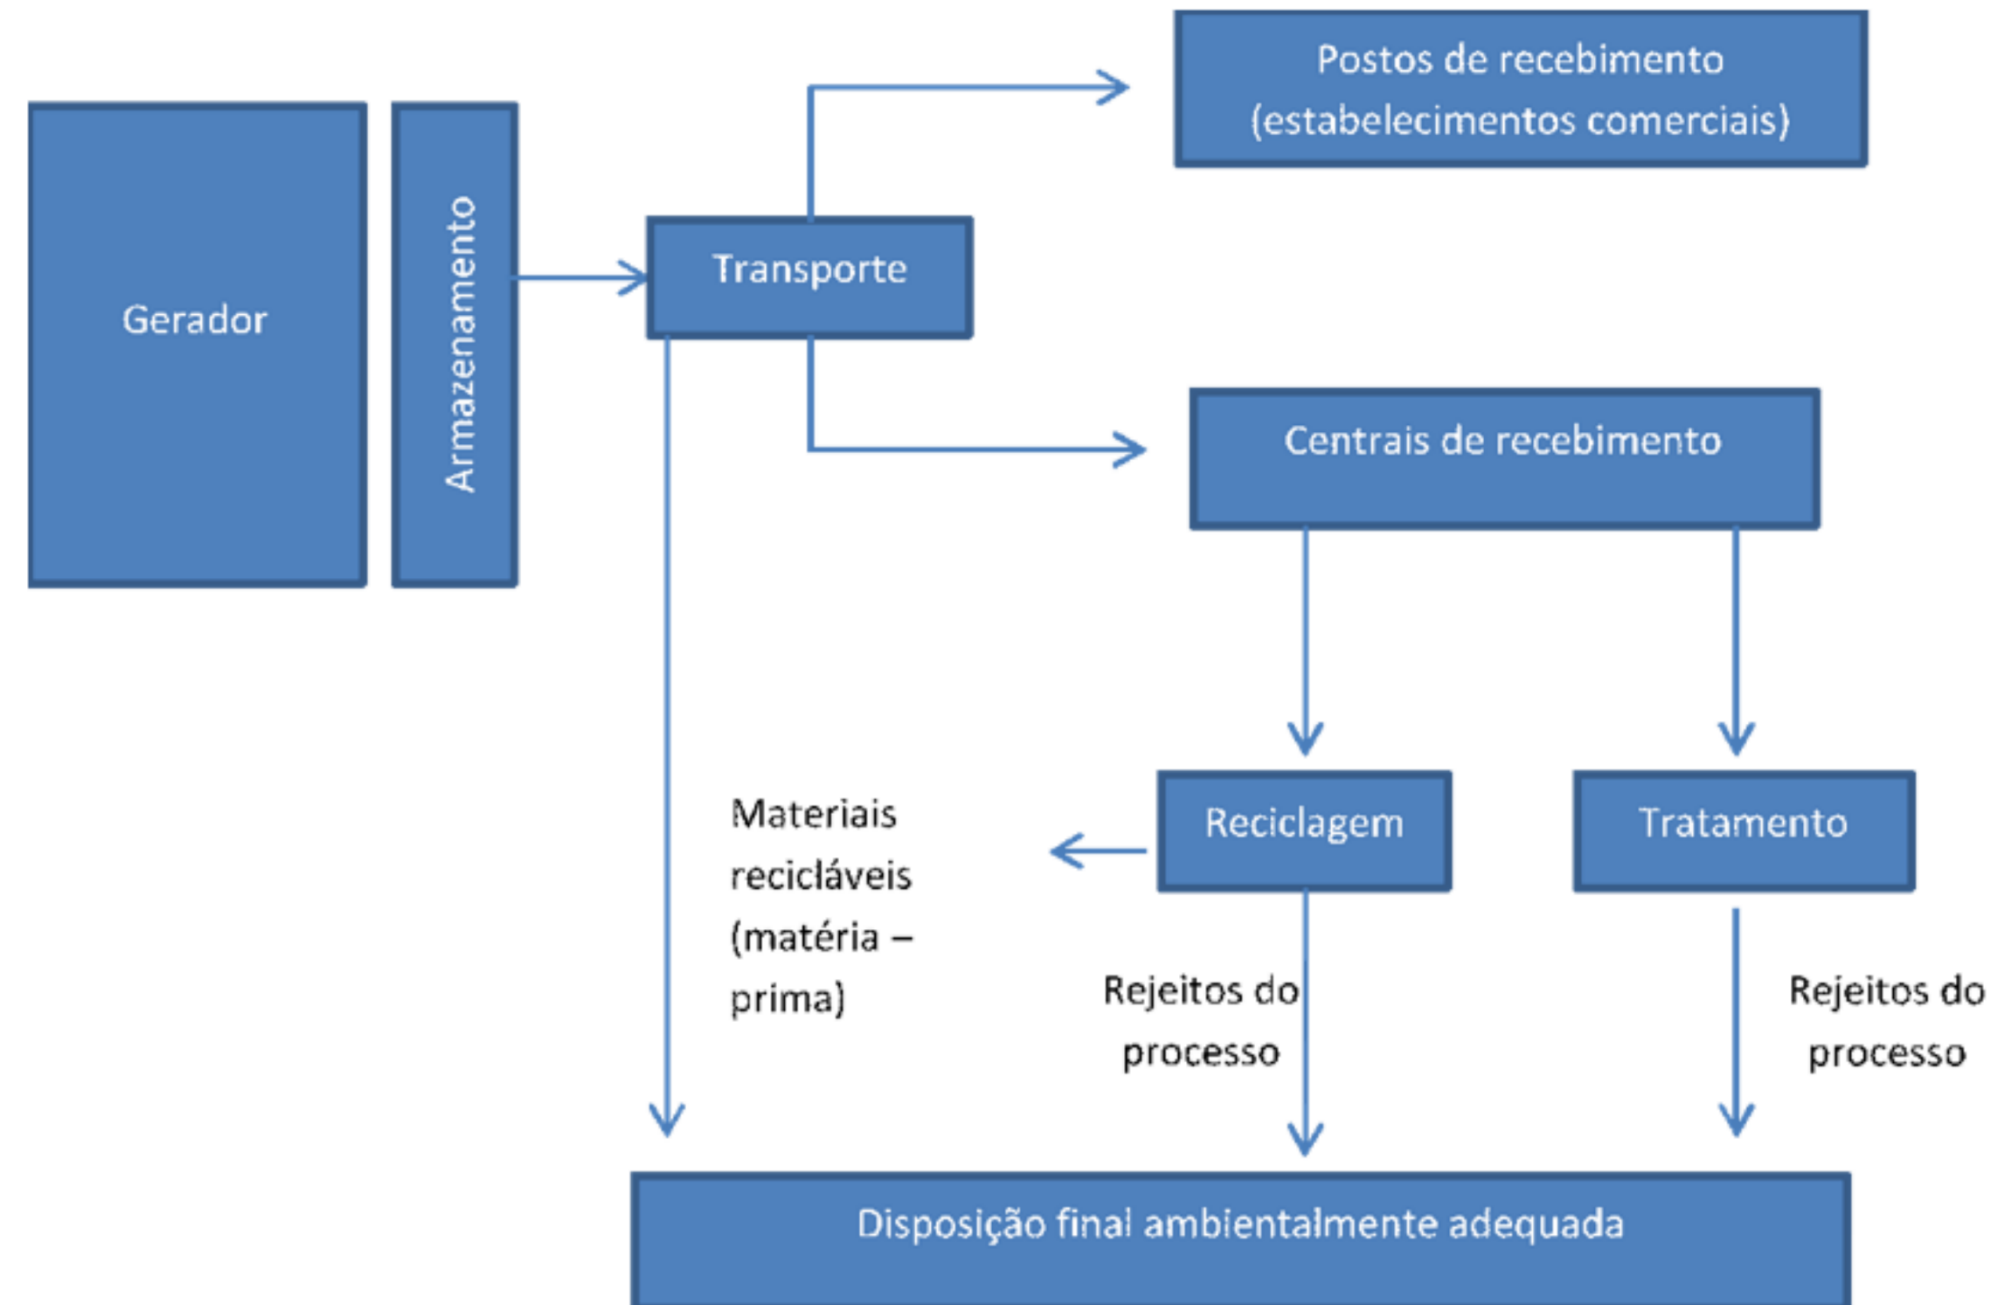 Postos de recebimento
(estabelecimentos comerciais)
Gerador
Armazenamento
Transporte
Centrais de recebimento
Materiais
recicláveis
(matéria –
prima)
Reciclagem
Tratamento
Rejeitos do
processo
Rejeitos do
processo
Disposição final ambientalmente adequada